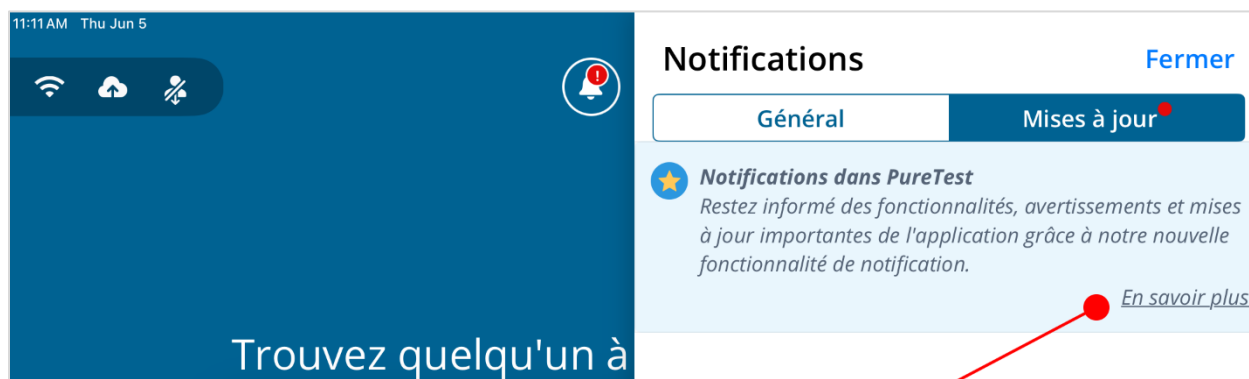 11:11 AM Thu Jun 5
!
Notifications
Fermer
Général
Mises à jour
Notifications dans PureTest
Restez informé des fonctionnalités, avertissements et mises
à jour importantes de l'application grâce à notre nouvelle
fonctionnalité de notification.
En savoir plus
Trouvez quelqu'un à